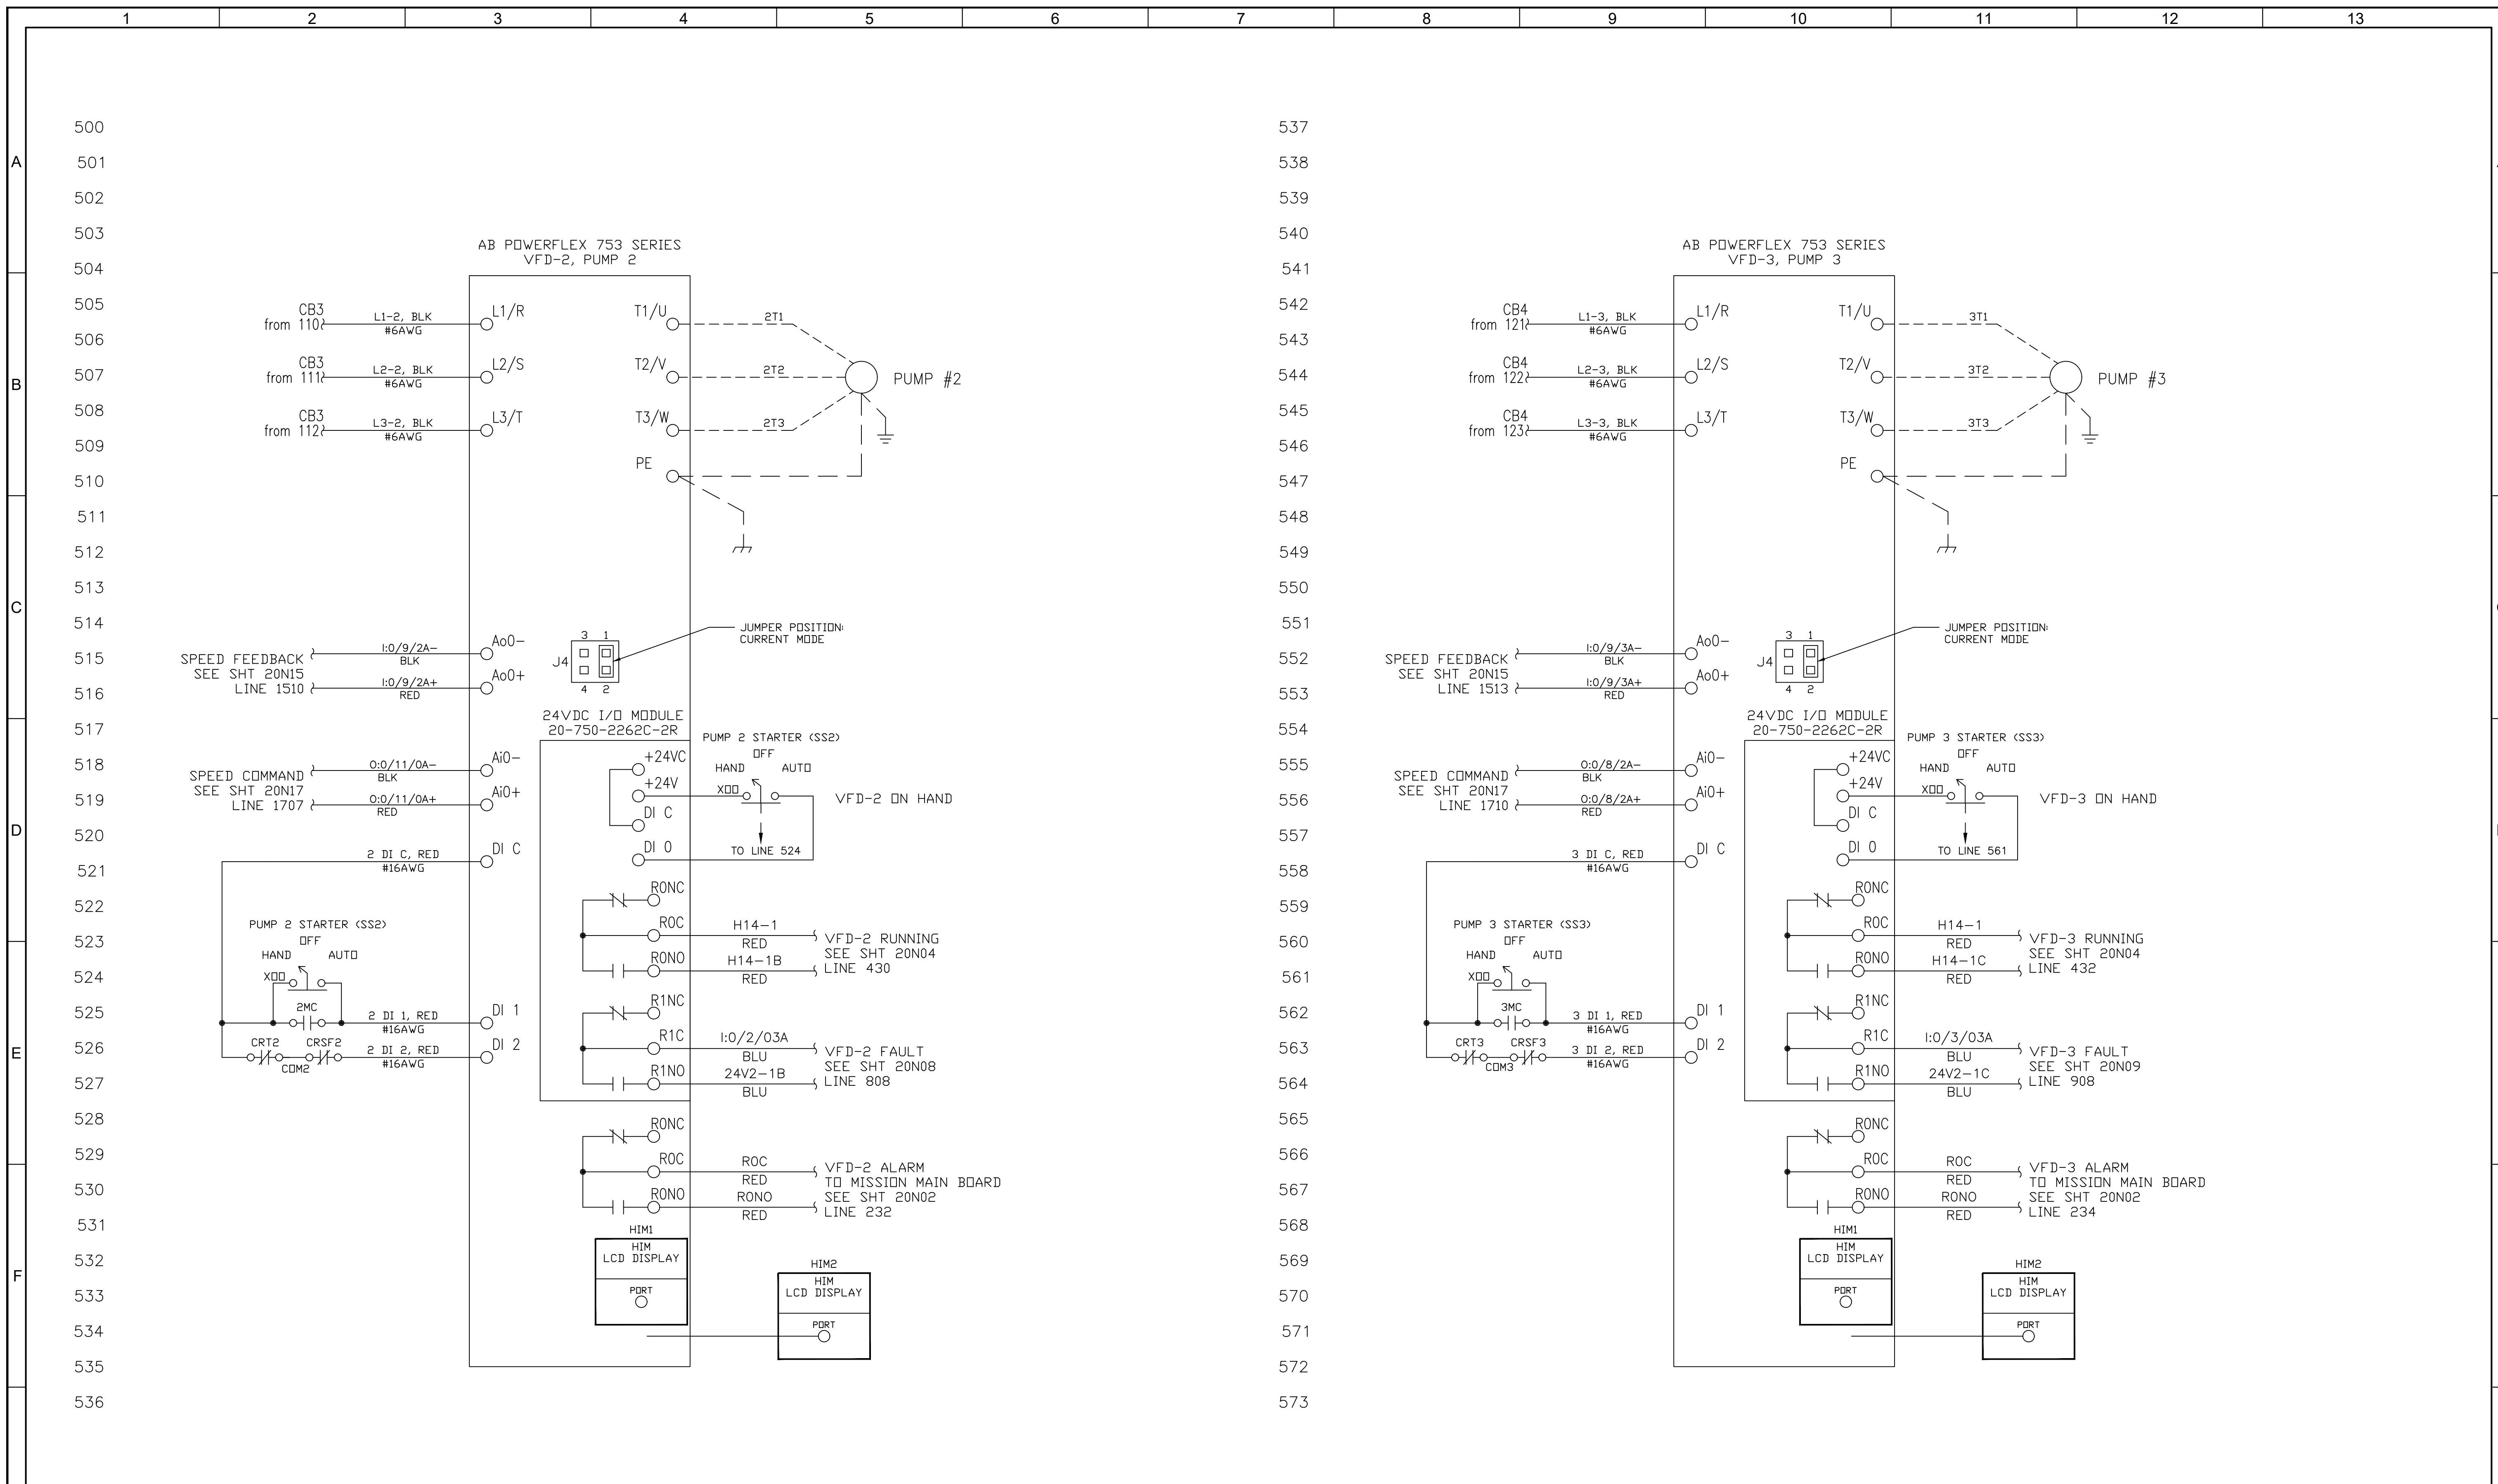 1 2 3 4 5 6 7 8 9 10 11 12 13
A
B
C
D
E
F
500
501
502
503
504
505
506
507
508
509
510
511
512
513
514
515
516
517
518
519
520
521
522
523
524
525
526
527
528
529
530
531
532
533
534
535
536
AB POWERFLEX 753 SERIES
VFD-2, PUMP 2
CB3
from 110
L1-2, BLK
#6AWG
L1/R
T1/U
2T1
CB3
from 111
L2-2, BLK
#6AWG
L2/S
T2/V
2T2
PUMP #2
CB3
from 112
L3-2, BLK
#6AWG
L3/T
T3/W
2T3
PE
JUMPER POSITION:
CURRENT MODE
3 1
J4
4 2
SPEED FEEDBACK
SEE SHT 20N15
LINE 1510
I:0/9/2A-
BLK
Ao0-
I:0/9/2A+
RED
Ao0+
24VDC I/O MODULE
20-750-2262C-2R
SPEED COMMAND
SEE SHT 20N17
LINE 1707
O:0/11/0A-
BLK
Ai0-
O:0/11/0A+
RED
Ai0+
+24VC
+24V
DI C
DI 0
PUMP 2 STARTER (SS2)
OFF
HAND AUTO
XOO
VFD-2 ON HAND
TO LINE 524
2 DI C, RED
#16AWG
DI C
R0NC
R0C
R0NO
H14-1
RED
H14-1B
RED
VFD-2 RUNNING
SEE SHT 20N04
LINE 430
PUMP 2 STARTER (SS2)
OFF
HAND AUTO
XOO
2MC
2 DI 1, RED
#16AWG
DI 1
CRT2 CRSF2
COM2
2 DI 2, RED
#16AWG
DI 2
R1NC
R1C
R1NO
I:0/2/03A
BLU
24V2-1B
BLU
VFD-2 FAULT
SEE SHT 20N08
LINE 808
R0NC
R0C
R0NO
R0C
RED
R0NO
RED
VFD-2 ALARM
TO MISSION MAIN BOARD
SEE SHT 20N02
LINE 232
HIM1
HIM
LCD DISPLAY
PORT
HIM2
HIM
LCD DISPLAY
PORT
537
538
539
540
541
542
543
544
545
546
547
548
549
550
551
552
553
554
555
556
557
558
559
560
561
562
563
564
565
566
567
568
569
570
571
572
573
AB POWERFLEX 753 SERIES
VFD-3, PUMP 3
CB4
from 121
L1-3, BLK
#6AWG
L1/R
T1/U
3T1
CB4
from 122
L2-3, BLK
#6AWG
L2/S
T2/V
3T2
PUMP #3
CB4
from 123
L3-3, BLK
#6AWG
L3/T
T3/W
3T3
PE
JUMPER POSITION:
CURRENT MODE
3 1
J4
4 2
SPEED FEEDBACK
SEE SHT 20N15
LINE 1513
I:0/9/3A-
BLK
Ao0-
I:0/9/3A+
RED
Ao0+
24VDC I/O MODULE
20-750-2262C-2R
SPEED COMMAND
SEE SHT 20N17
LINE 1710
O:0/8/2A-
BLK
Ai0-
O:0/8/2A+
RED
Ai0+
+24VC
+24V
DI C
DI 0
PUMP 3 STARTER (SS3)
OFF
HAND AUTO
XOO
VFD-3 ON HAND
TO LINE 561
3 DI C, RED
#16AWG
DI C
R0NC
R0C
R0NO
H14-1
RED
H14-1C
RED
VFD-3 RUNNING
SEE SHT 20N04
LINE 432
PUMP 3 STARTER (SS3)
OFF
HAND AUTO
XOO
3MC
3 DI 1, RED
#16AWG
DI 1
CRT3 CRSF3
COM3
3 DI 2, RED
#16AWG
DI 2
R1NC
R1C
R1NO
I:0/3/03A
BLU
24V2-1C
BLU
VFD-3 FAULT
SEE SHT 20N09
LINE 908
R0NC
R0C
R0NO
R0C
RED
R0NO
RED
VFD-3 ALARM
TO MISSION MAIN BOARD
SEE SHT 20N02
LINE 234
HIM1
HIM
LCD DISPLAY
PORT
HIM2
HIM
LCD DISPLAY
PORT